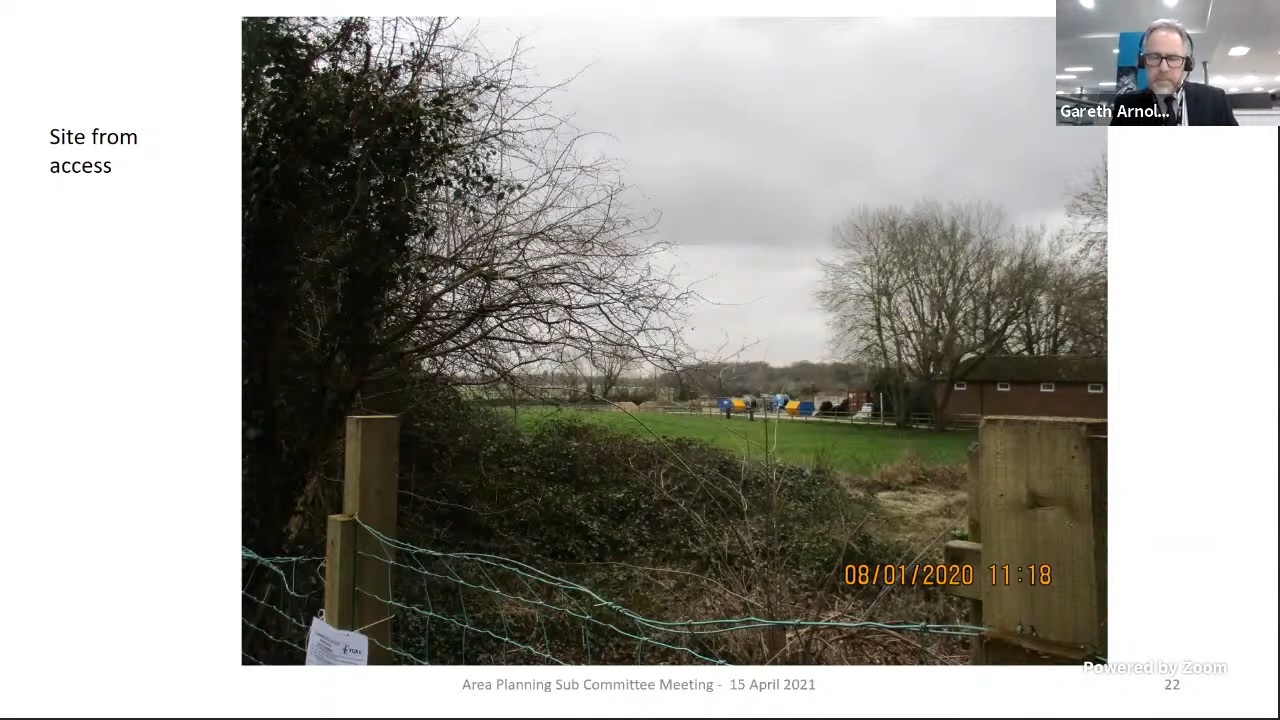 Gareth Arnol...
Site from
access
08/01/2020 11:18
YORK
Powered by Zoom
Area Planning Sub Committee Meeting - 15 April 2021
22